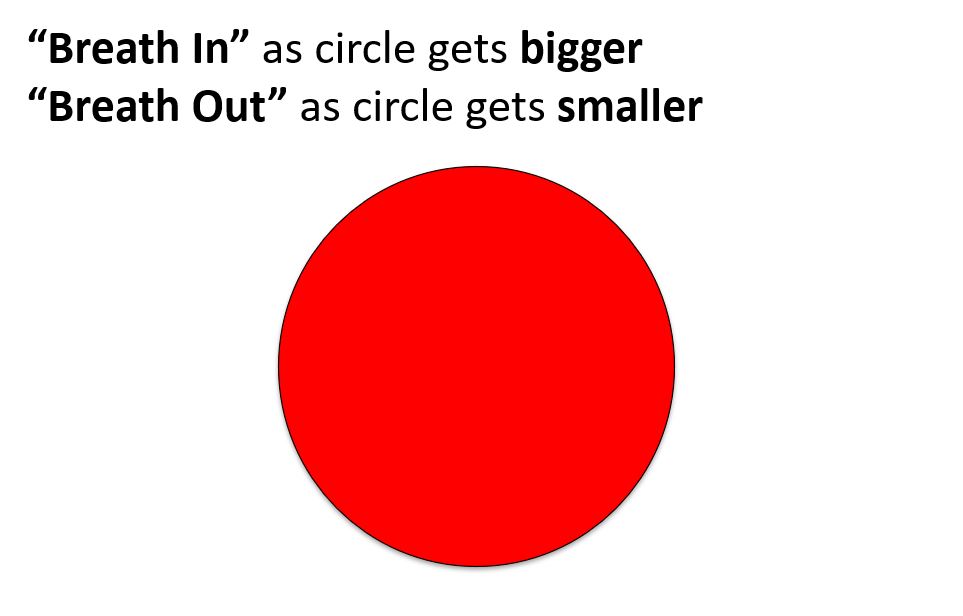 “Breath In” as circle gets bigger
“Breath Out” as circle gets smaller